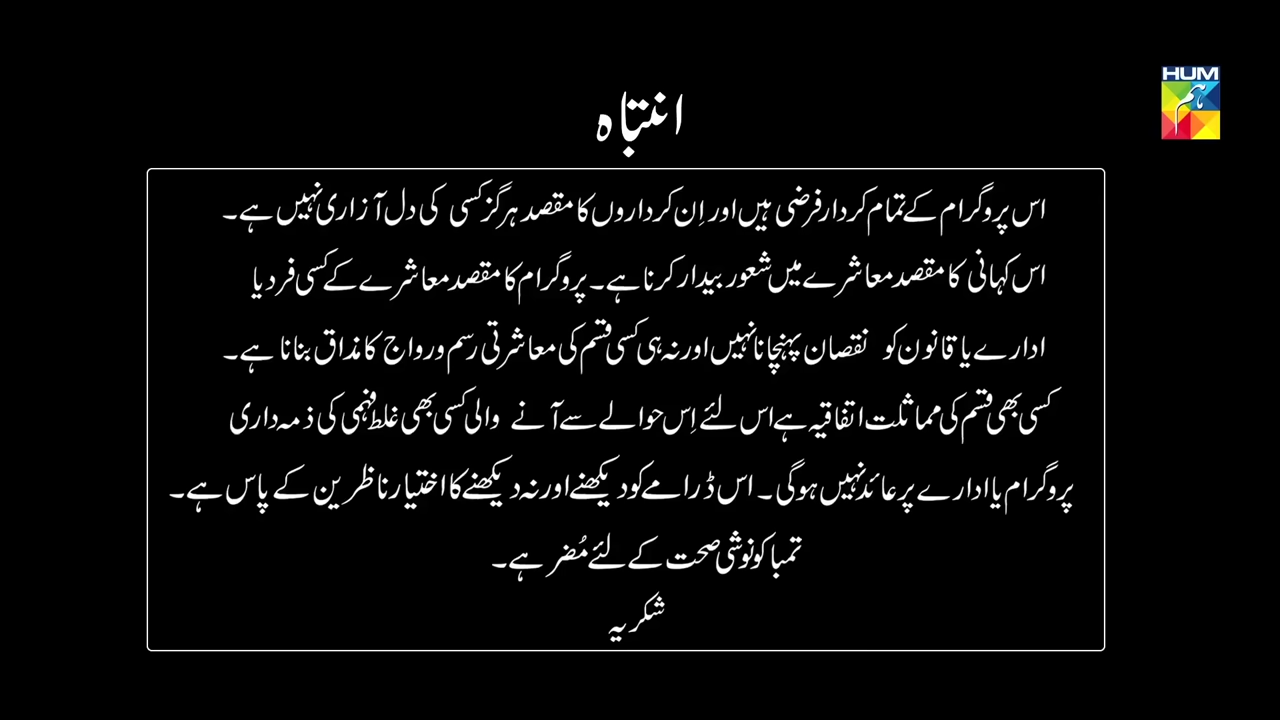 HUM
ہم
انتباہ
اس پروگرام کے تمام کردار فرضی ہیں اور اِن کرداروں کا مقصد ہرگز کسی کی دل آزاری نہیں ہے۔
اس کہانی کا مقصد معاشرے میں شعور بیدار کرنا ہے۔ پروگرام کا مقصد معاشرے کے کسی فرد یا
ادارے یا قانون کو نقصان پہنچانا نہیں اور نہ ہی کسی قسم کی معاشرتی رسم و رواج کا مذاق بنانا ہے۔
کسی بھی قسم کی مماثلت اتفاقیہ ہے اس لئے اِس حوالے سے آنے والی کسی بھی غلط فہمی کی ذمہ داری
پروگرام یا ادارے پر عائد نہیں ہوگی۔ اس ڈرامے کو دیکھنے اور نہ دیکھنے کا اختیار ناظرین کے پاس ہے۔
تمباکو نوشی صحت کے لئے مُضر ہے۔
شکریہ